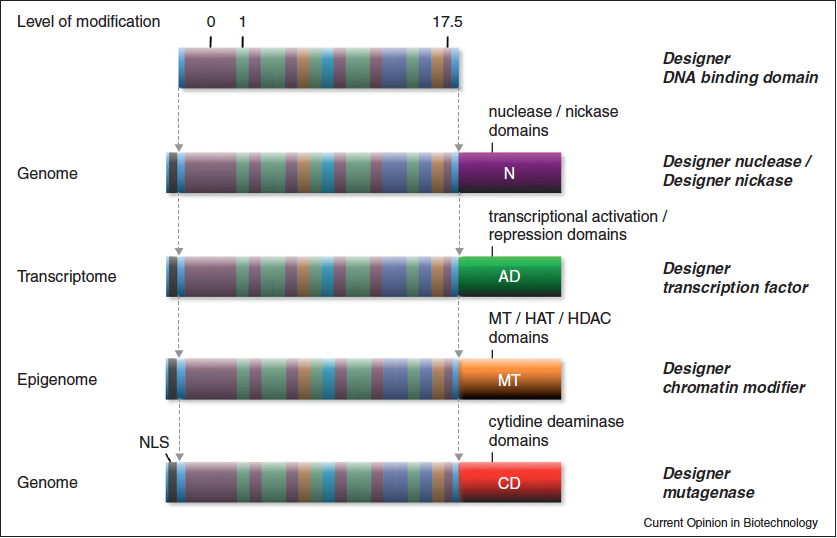 Level of modification 0 1 17.5
Designer
DNA binding domain
nuclease / nickase
domains
Genome
N
Designer nuclease /
Designer nickase
transcriptional activation /
repression domains
Transcriptome
AD
Designer
transcription factor
MT / HAT / HDAC
domains
Epigenome
MT
Designer
chromatin modifier
cytidine deaminase
domains
NLS
Genome
CD
Designer
mutagenase
Current Opinion in Biotechnology